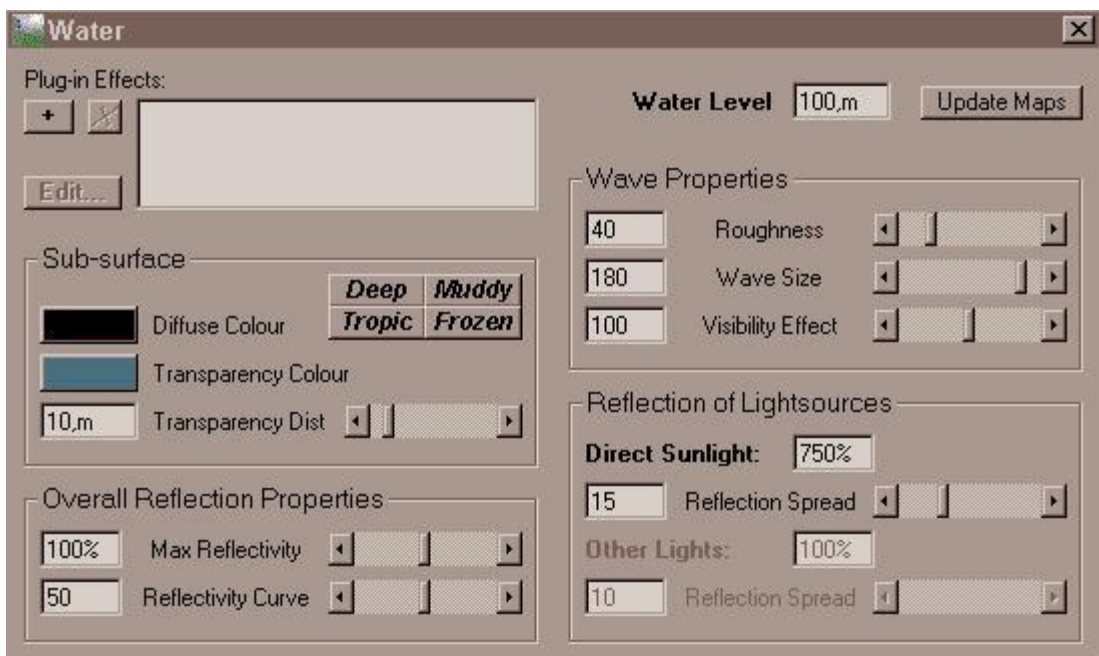 Water
Plug-in Effects:
+
Edit...
Water Level 100,m Update Maps
Sub-surface
Deep Muddy
Tropic Frozen
Diffuse Colour
Transparency Colour
10,m Transparency Dist
Overall Reflection Properties
100% Max Reflectivity
50 Reflectivity Curve
Wave Properties
40 Roughness
180 Wave Size
100 Visibility Effect
Reflection of Lightsources
Direct Sunlight: 750%
15 Reflection Spread
Other Lights: 100%
10 Reflection Spread